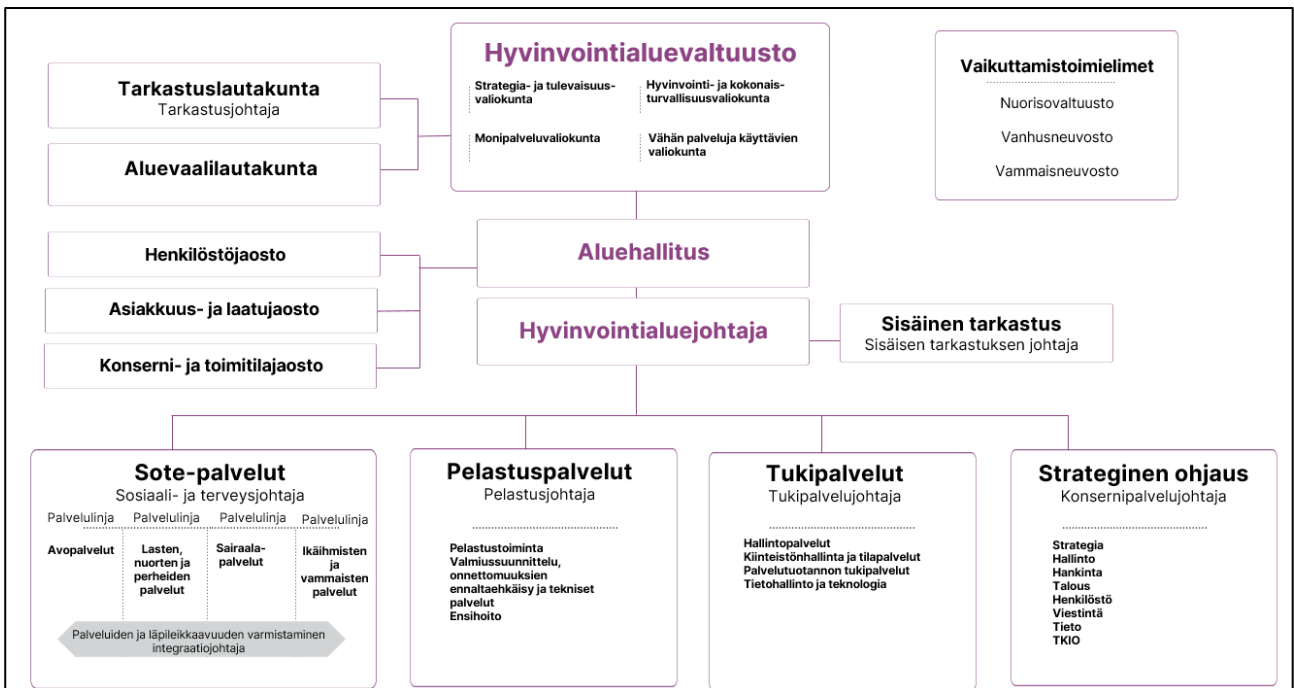 Hyvinvointialuevaltuusto
Strategia- ja tulevaisuus-
valiokunta
Hyvinvointi- ja kokonais-
turvallisuusvaliokunta
Monipalveluvaliokunta
Vähän palveluja käyttävien
valiokunta
Tarkastuslautakunta
Tarkastusjohtaja
Aluevaalilautakunta
Vaikuttamistoimielimet
Nuorisovaltuusto
Vanhusneuvosto
Vammaisneuvosto
Henkilöstöjaosto
Asiakkuus- ja laatujaosto
Konserni- ja toimitilajaosto
Aluehallitus
Hyvinvointialuejohtaja
Sisäinen tarkastus
Sisäisen tarkastuksen johtaja
Sote-palvelut
Sosiaali- ja terveysjohtaja
Palvelulinja
Avopalvelut
Palvelulinja
Lasten,
nuorten ja
perheiden
palvelut
Palvelulinja
Sairaala-
palvelut
Palvelulinja
Ikäihmisten
ja
vammaisten
palvelut
Palveluiden ja läpileikkaavuuden varmistaminen
integraatiojohtaja
Pelastuspalvelut
Pelastusjohtaja
Pelastustoiminta
Valmiussuunnittelu,
onnettomuuksien
ennaltaehkäisy ja tekniset
palvelut
Ensihoito
Tukipalvelut
Tukipalvelujohtaja
Hallintopalvelut
Kiinteistönhallinta ja tilapalvelut
Palvelutuotannon tukipalvelut
Tietohallinto ja teknologia
Strateginen ohjaus
Konsernipalvelujohtaja
Strategia
Hallinto
Hankinta
Talous
Henkilöstö
Viestintä
Tieto
TKIO